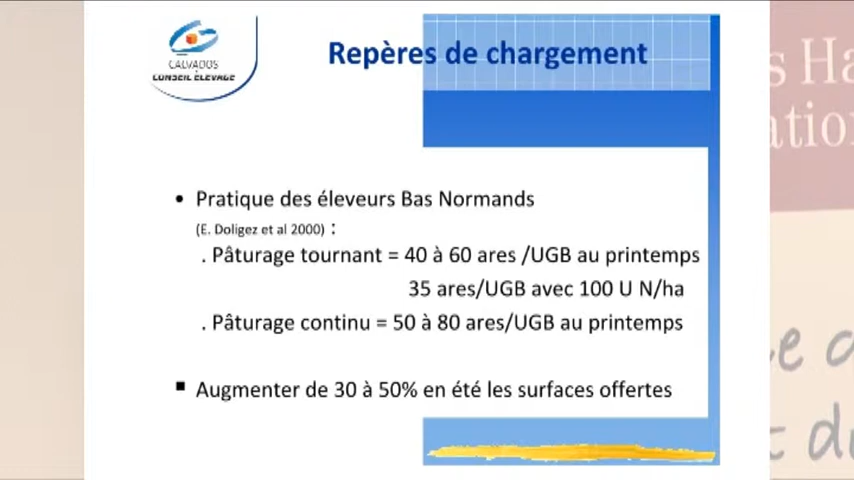 CALVADOS
CONSEIL ELEVAGE
Repères de chargement
• Pratique des éleveurs Bas Normands
(E. Doligez et al 2000) :
. Pâturage tournant = 40 à 60 ares /UGB au printemps
35 ares/UGB avec 100 U N/ha
. Pâturage continu = 50 à 80 ares/UGB au printemps
▪ Augmenter de 30 à 50% en été les surfaces offertes